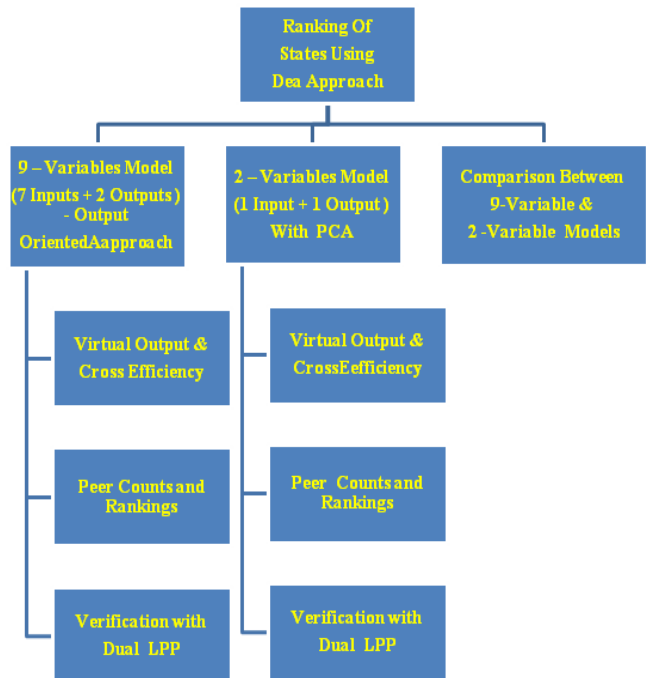 Ranking Of
States Using
Dea Approach
9 – Variables Model
(7 Inputs + 2 Outputs )
- Output
OrientedAapproach
2 – Variables Model
(1 Input + 1 Output )
With PCA
Comparison Between
9-Variable &
2 -Variable Models
Virtual Output &
Cross Efficiency
Peer Counts and
Rankings
Verification with
Dual LPP
Virtual Output &
CrossEefficiency
Peer Counts and
Rankings
Verification with
Dual LPP